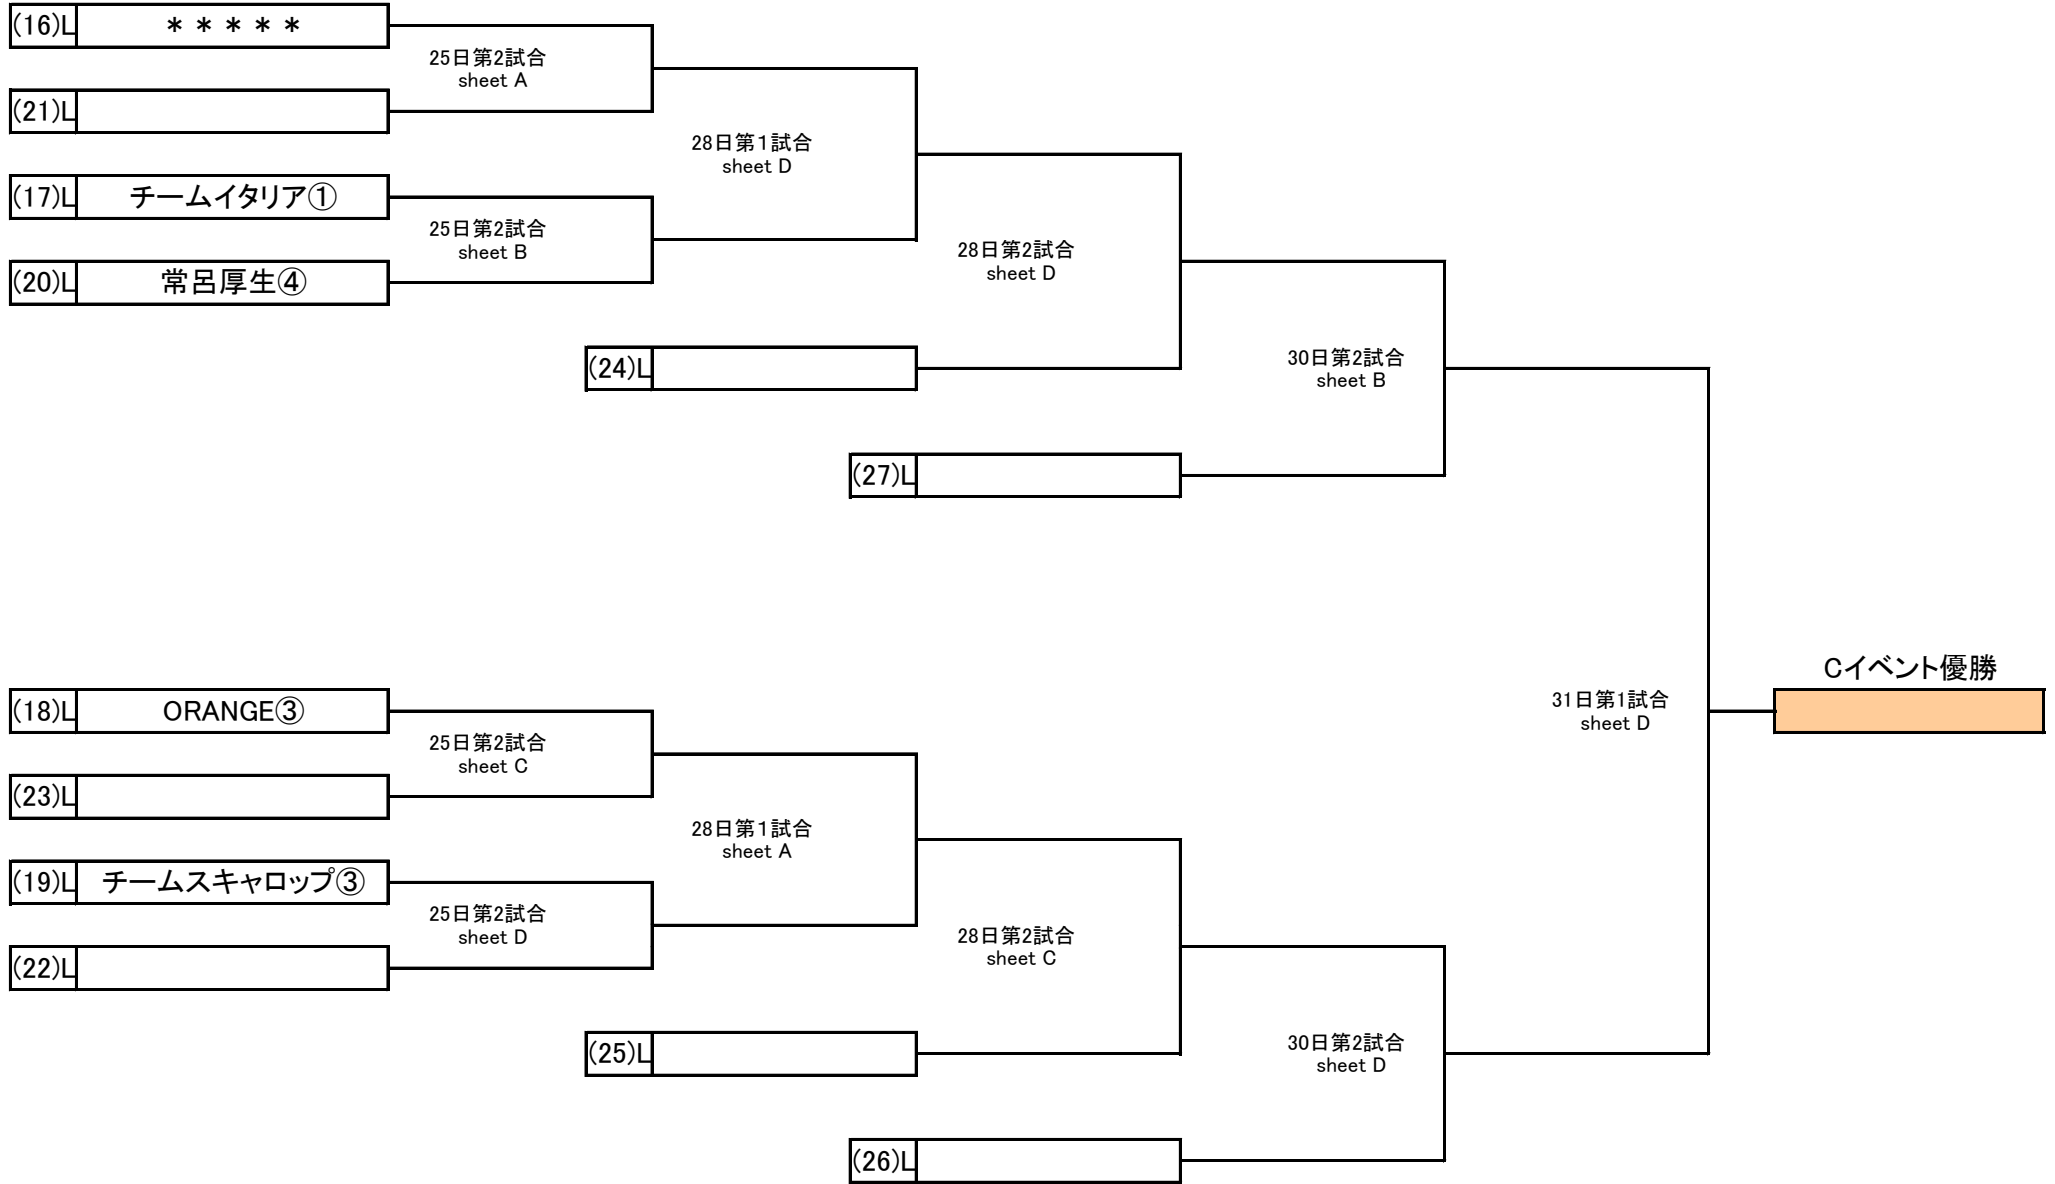 (16)L ＊＊＊＊＊
25日第2試合
sheet A
(21)L
28日第１試合
sheet D
(17)L チームイタリア①
25日第2試合
sheet B
(20)L 常呂厚生④
28日第2試合
sheet D
(24)L
30日第2試合
sheet B
(27)L
Cイベント優勝
(18)L ORANGE③
31日第1試合
sheet D
25日第2試合
sheet C
(23)L
28日第１試合
sheet A
(19)L チームスキャロップ③
25日第2試合
sheet D
(22)L
28日第2試合
sheet C
(25)L
30日第2試合
sheet D
(26)L